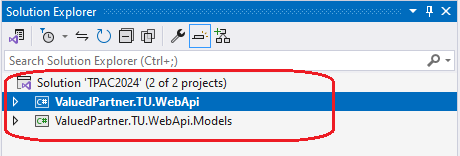 Solution Explorer
Search Solution Explorer (Ctrl+;)
Solution 'TPAC2024' (2 of 2 projects)
C# ValuedPartner.TU.WebApi
C# ValuedPartner.TU.WebApi.Models